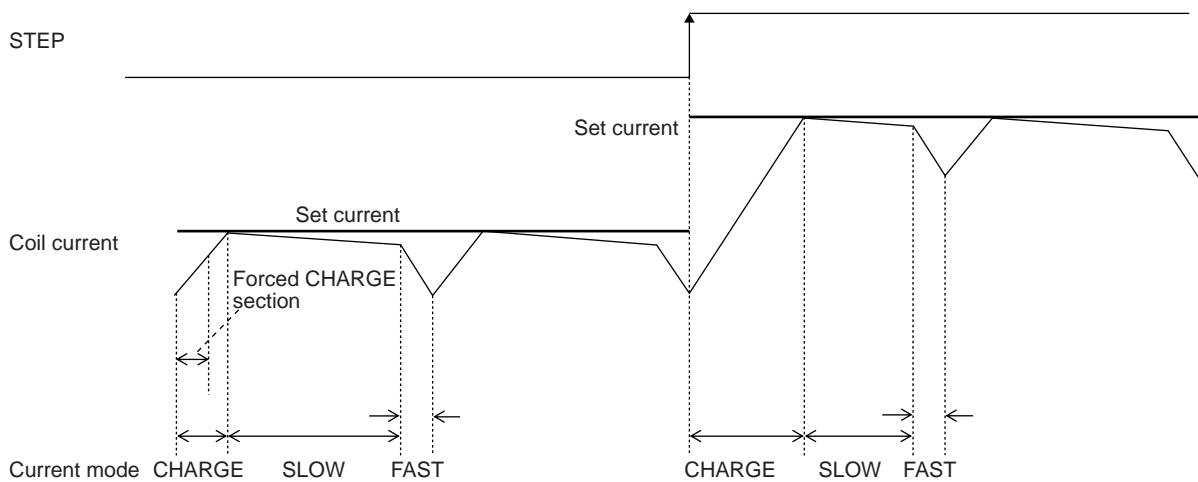 STEP
Set current
Set current
Coil current
Forced CHARGE
section
Current mode CHARGE SLOW FAST CHARGE SLOW FAST